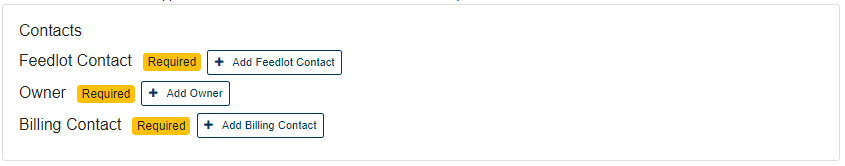 Contacts
Feedlot Contact Required + Add Feedlot Contact
Owner Required + Add Owner
Billing Contact Required + Add Billing Contact